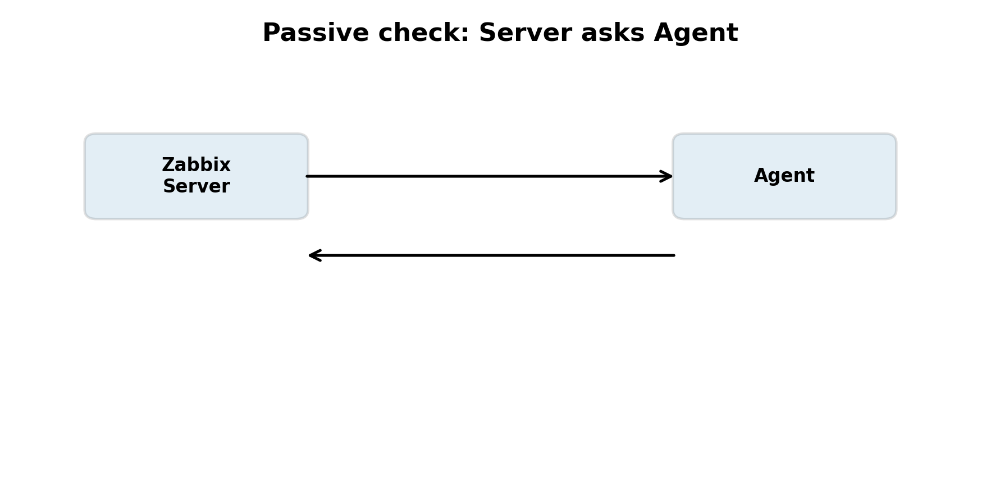 Passive check: Server asks Agent
Zabbix
Server
Agent